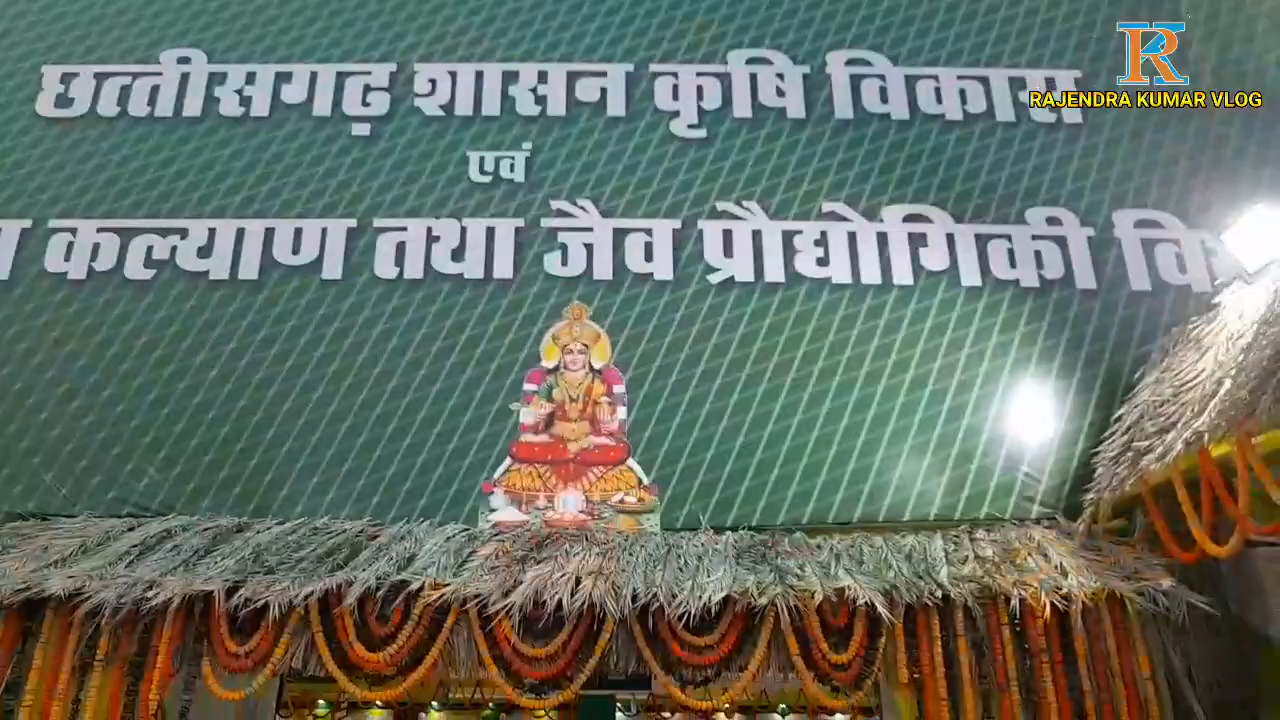 छत्तीसगढ़ शासन कृषि विकास
एवं
कल्याण तथा जैव प्रौद्योगिकी
RAJENDRA KUMAR VLOG